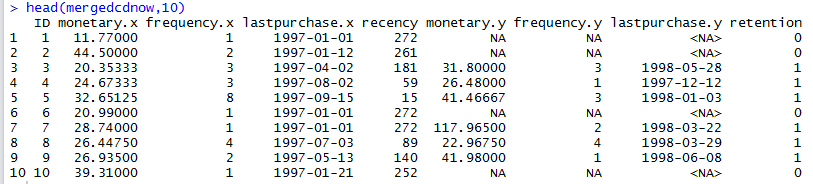 > head(mergedcdnow,10)
ID monetary.x frequency.x lastpurchase.x recency monetary.y frequency.y lastpurchase.y retention
1 1 11.77000 1 1997-01-01 272 NA NA <NA> 0
2 2 44.50000 2 1997-01-12 261 NA NA <NA> 0
3 3 20.35333 3 1997-04-02 181 31.80000 3 1998-05-28 1
4 4 24.67333 3 1997-08-02 59 26.48000 1 1997-12-12 1
5 5 32.65125 8 1997-09-15 15 41.46667 3 1998-01-03 1
6 6 20.99000 1 1997-01-01 272 NA NA <NA> 0
7 7 28.74000 1 1997-01-01 272 117.96500 2 1998-03-22 1
8 8 26.44750 4 1997-07-03 89 22.96750 4 1998-03-29 1
9 9 26.93500 2 1997-05-13 140 41.98000 1 1998-06-08 1
10 10 39.31000 1 1997-01-21 252 NA NA <NA> 0